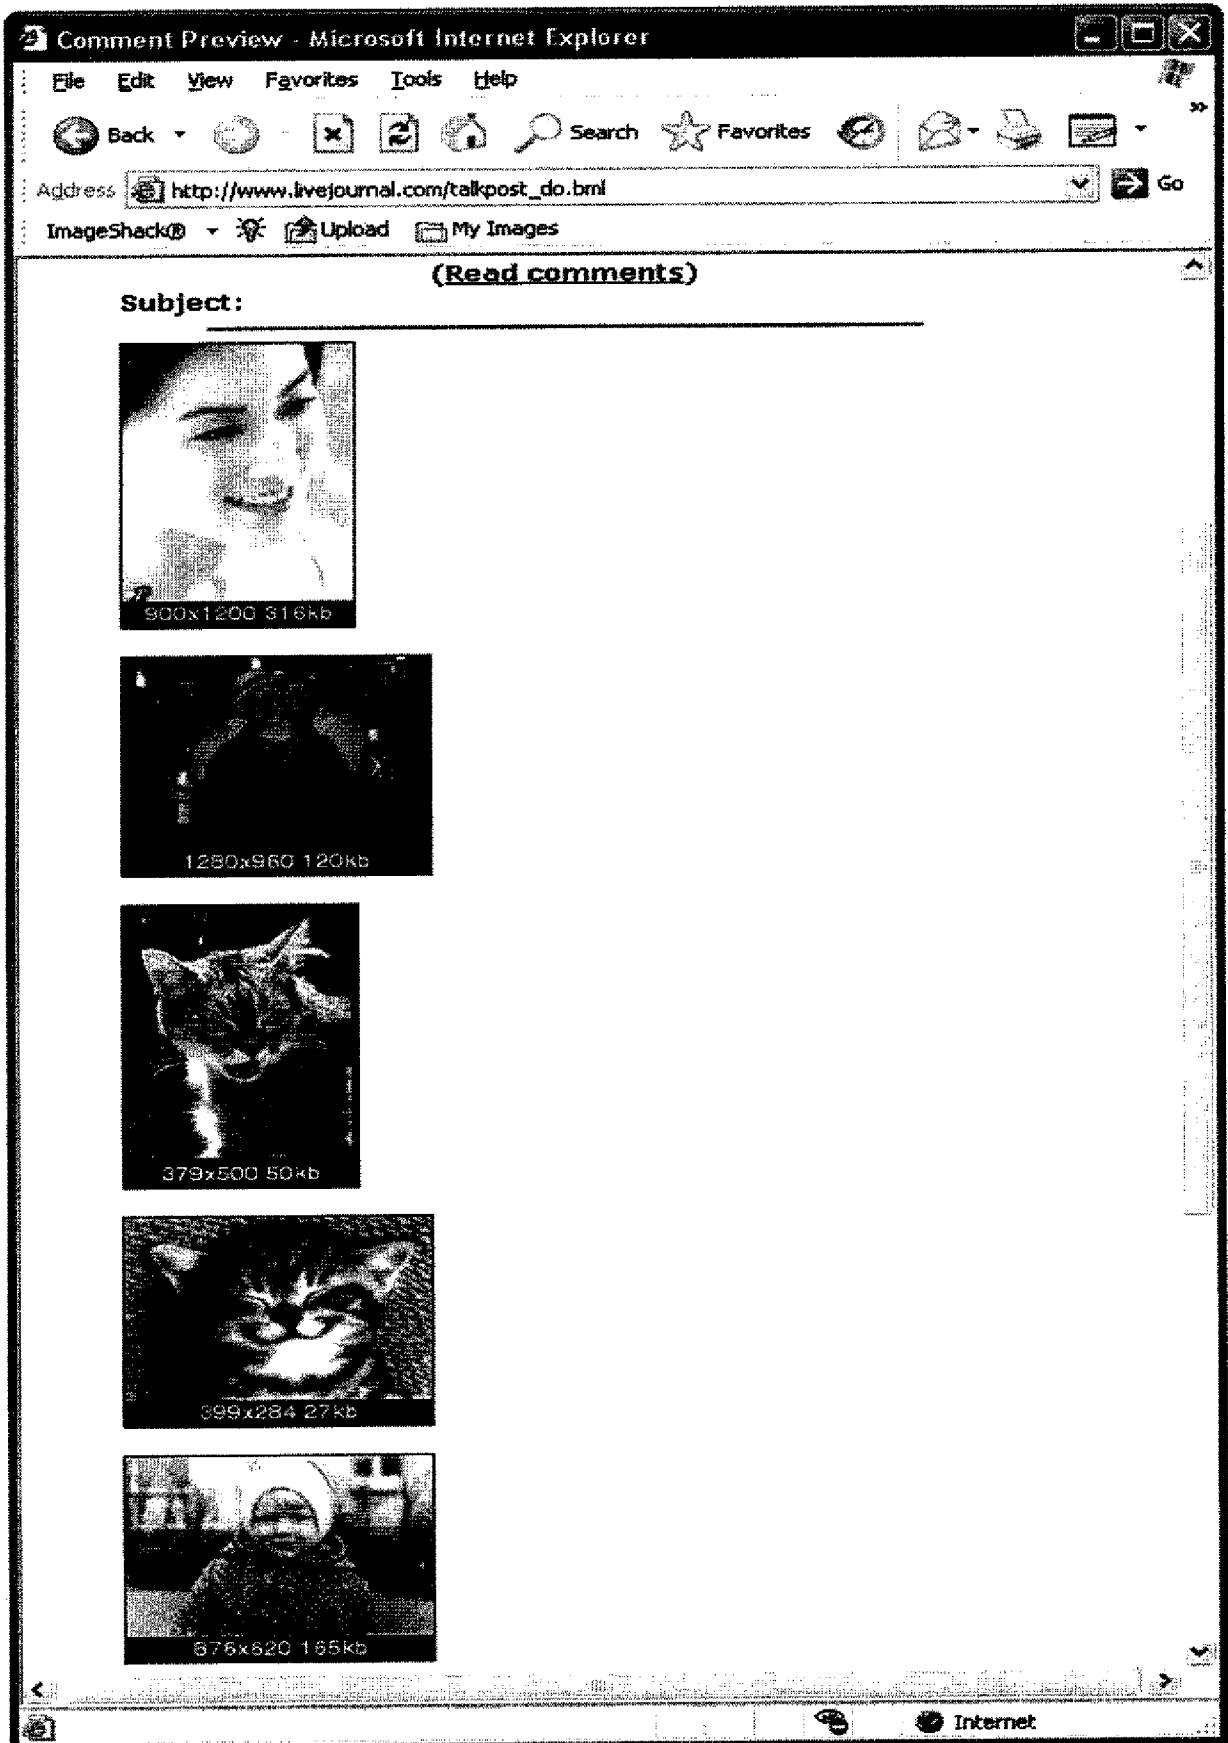 Comment Preview - Microsoft Internet Explorer
File Edit View Favorites Tools Help
Back Search Favorites
Address http://www.livejournal.com/talkpost_do.bml Go
ImageShack® Upload My Images
(Read comments)
Subject:
900x1200 316kb
1280x960 120kb
379x500 50kb
399x284 27kb
876x620 165kb
Internet